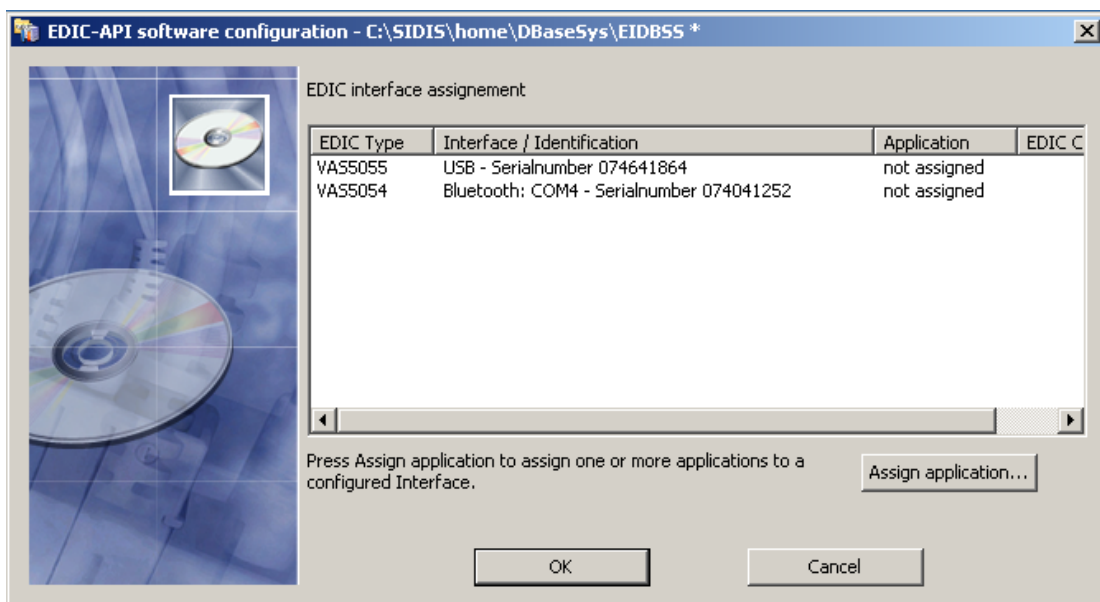 EDIC-API software configuration - C:\SIDIS\home\DBaseSys\EIDBSS *
EDIC interface assignement
EDIC Type Interface / Identification Application EDIC C
VAS5055 USB - Serialnumber 074641864 not assigned
VAS5054 Bluetooth: COM4 - Serialnumber 074041252 not assigned
Press Assign application to assign one or more applications to a
configured Interface.
Assign application...
OK Cancel